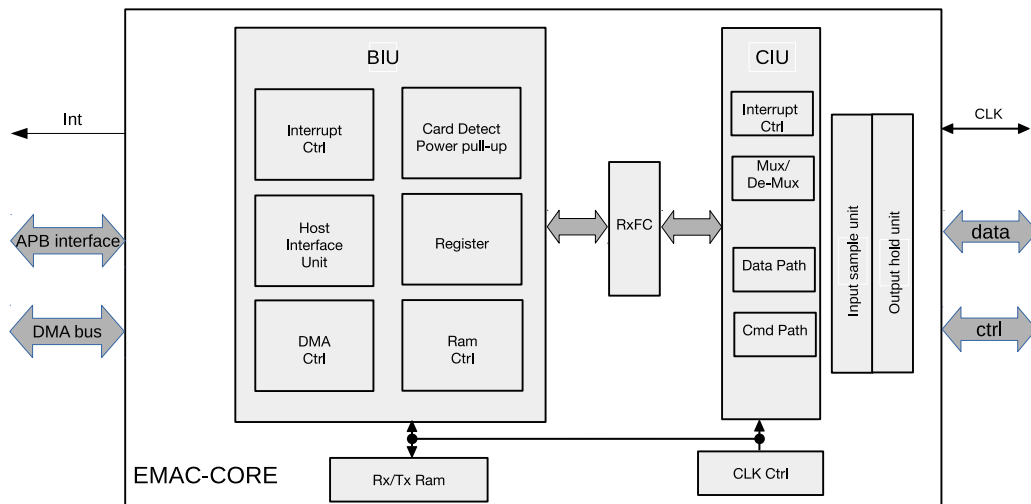 BIU
CIU
Interrupt
Ctrl
Card Detect
Power pull-up
Interrupt
Ctrl
Int
CLK
Mux/
De-Mux
Host
Interface
Unit
Register
RxFC
APB interface
data
Data Path
Input sample unit
Output hold unit
DMA bus
DMA
Ctrl
Ram
Ctrl
Cmd Path
ctrl
EMAC-CORE
Rx/Tx Ram
CLK Ctrl